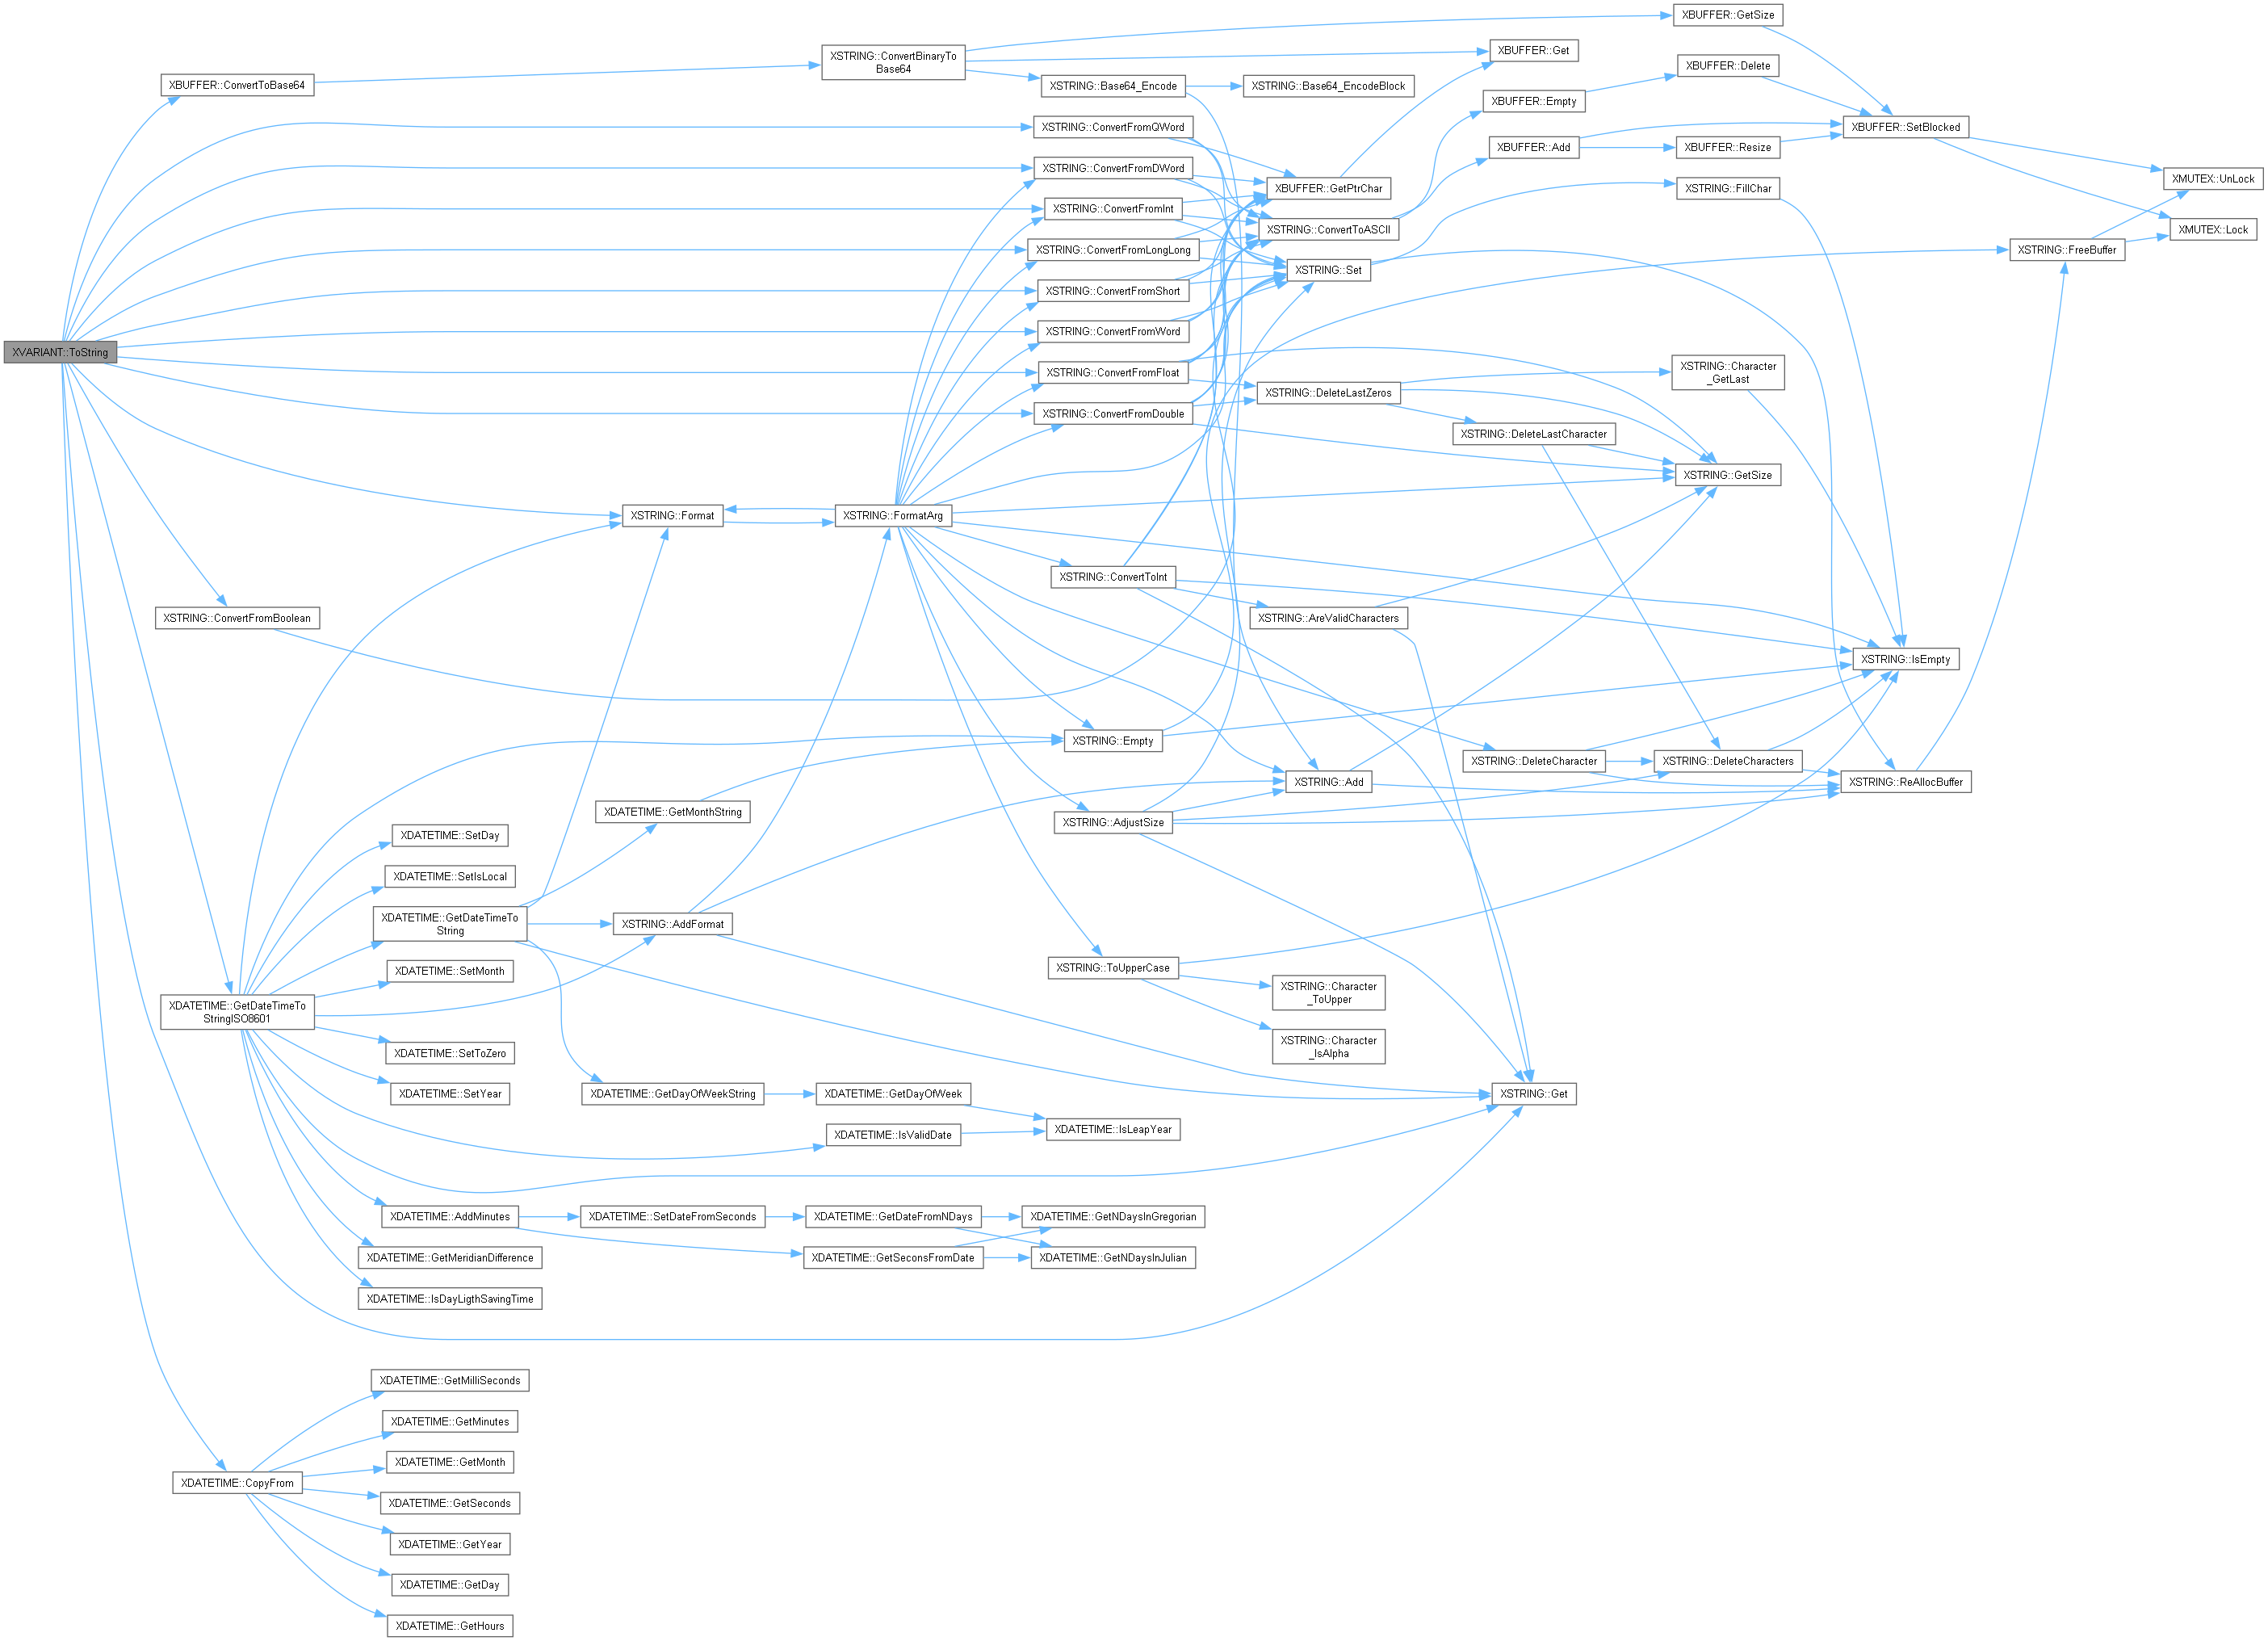 XVARIANT::ToString
XBUFFER::ConvertToBase64
XSTRING::ConvertFromBoolean
XDATETIME::GetDateTimeTo
StringISO8601
XDATETIME::CopyFrom
XDATETIME::SetDay
XDATETIME::SetIsLocal
XDATETIME::GetDateTimeTo
String
XDATETIME::SetMonth
XDATETIME::SetToZero
XDATETIME::SetYear
XDATETIME::AddMinutes
XDATETIME::GetMeridianDifference
XDATETIME::IsDayLigthSavingTime
XDATETIME::GetMilliSeconds
XDATETIME::GetMinutes
XDATETIME::GetMonth
XDATETIME::GetSeconds
XDATETIME::GetYear
XDATETIME::GetDay
XDATETIME::GetHours
XSTRING::Format
XDATETIME::GetMonthString
XSTRING::AddFormat
XDATETIME::GetDayOfWeekString
XDATETIME::SetDateFromSeconds
XSTRING::ConvertBinaryTo
Base64
XSTRING::FormatArg
XDATETIME::GetDayOfWeek
XDATETIME::IsValidDate
XDATETIME::GetDateFromNDays
XDATETIME::GetSeconsFromDate
XSTRING::Base64_Encode
XSTRING::ConvertFromQWord
XSTRING::ConvertFromDWord
XSTRING::ConvertFromInt
XSTRING::ConvertFromLongLong
XSTRING::ConvertFromShort
XSTRING::ConvertFromWord
XSTRING::ConvertFromFloat
XSTRING::ConvertFromDouble
XSTRING::ConvertToInt
XSTRING::Empty
XSTRING::AdjustSize
XSTRING::ToUpperCase
XDATETIME::IsLeapYear
XDATETIME::GetNDaysInGregorian
XDATETIME::GetNDaysInJulian
XSTRING::Base64_EncodeBlock
XBUFFER::GetPtrChar
XSTRING::ConvertToASCII
XSTRING::Set
XSTRING::DeleteLastZeros
XSTRING::AreValidCharacters
XSTRING::Add
XSTRING::Character
_ToUpper
XSTRING::Character
_IsAlpha
XBUFFER::Get
XBUFFER::Empty
XBUFFER::Add
XSTRING::DeleteLastCharacter
XSTRING::DeleteCharacter
XSTRING::Get
XBUFFER::GetSize
XBUFFER::Delete
XBUFFER::Resize
XSTRING::FillChar
XSTRING::Character
_GetLast
XSTRING::GetSize
XSTRING::DeleteCharacters
XBUFFER::SetBlocked
XSTRING::IsEmpty
XSTRING::ReAllocBuffer
XSTRING::FreeBuffer
XMUTEX::UnLock
XMUTEX::Lock